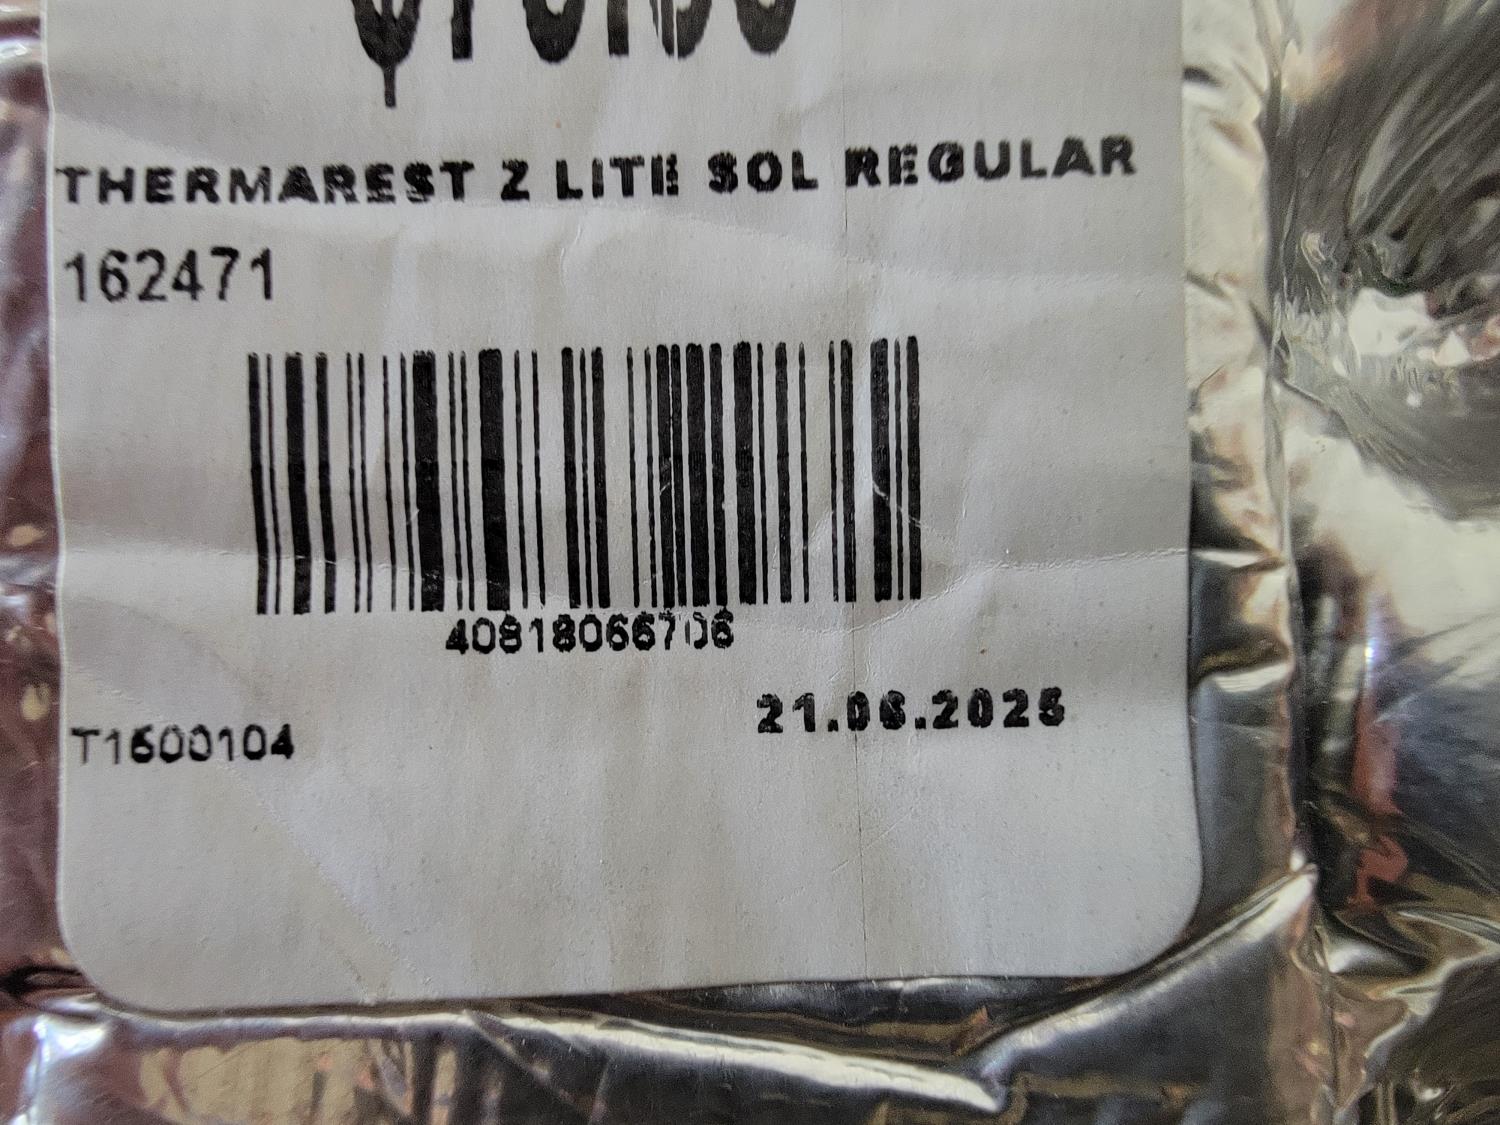 THERMAREST Z LITE SOL REGULAR
162471
40818066706
21.06.2025
T1600104